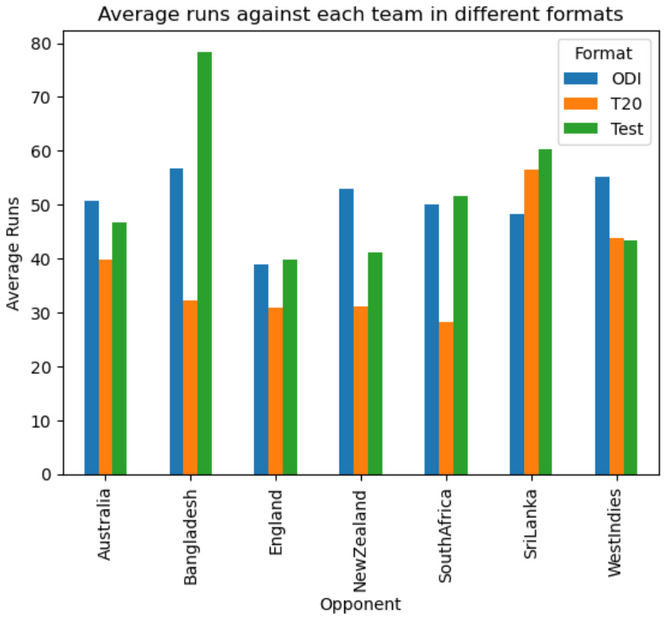 Average runs against each team in different formats
Format
ODI
T20
Test
Average Runs
80
70
60
50
40
30
20
10
0
Australia
Bangladesh
England
NewZealand
SouthAfrica
SriLanka
WestIndies
Opponent